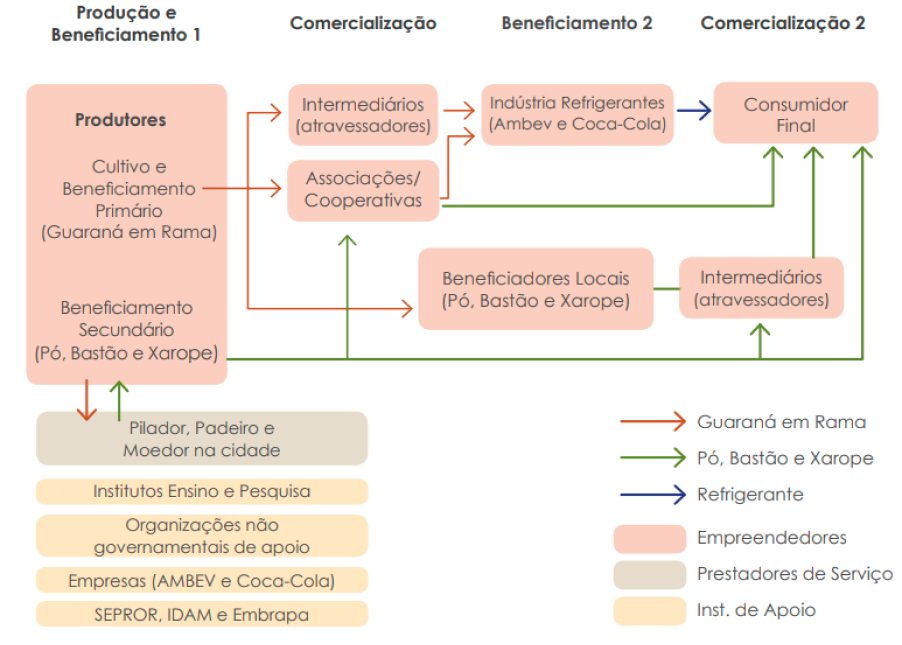 Produção e
Beneficiamento 1
Comercialização
Beneficiamento 2
Comercialização 2
Produtores
Cultivo e
Beneficiamento
Primário
(Guaraná em Rama)
Beneficiamento
Secundário
(Pó, Bastão e Xarope)
Intermediários
(atravessadores)
Associações/
Cooperativas
Indústria Refrigerantes
(Ambev e Coca-Cola)
Consumidor
Final
Beneficiadores Locais
(Pó, Bastão e Xarope)
Intermediários
(atravessadores)
Pilador, Padeiro e
Moedor na cidade
Institutos Ensino e Pesquisa
Organizações não
governamentais de apoio
Empresas (AMBEV e Coca-Cola)
SEPROR, IDAM e Embrapa
Guaraná em Rama
Pó, Bastão e Xarope
Refrigerante
Empreendedores
Prestadores de Serviço
Inst. de Apoio